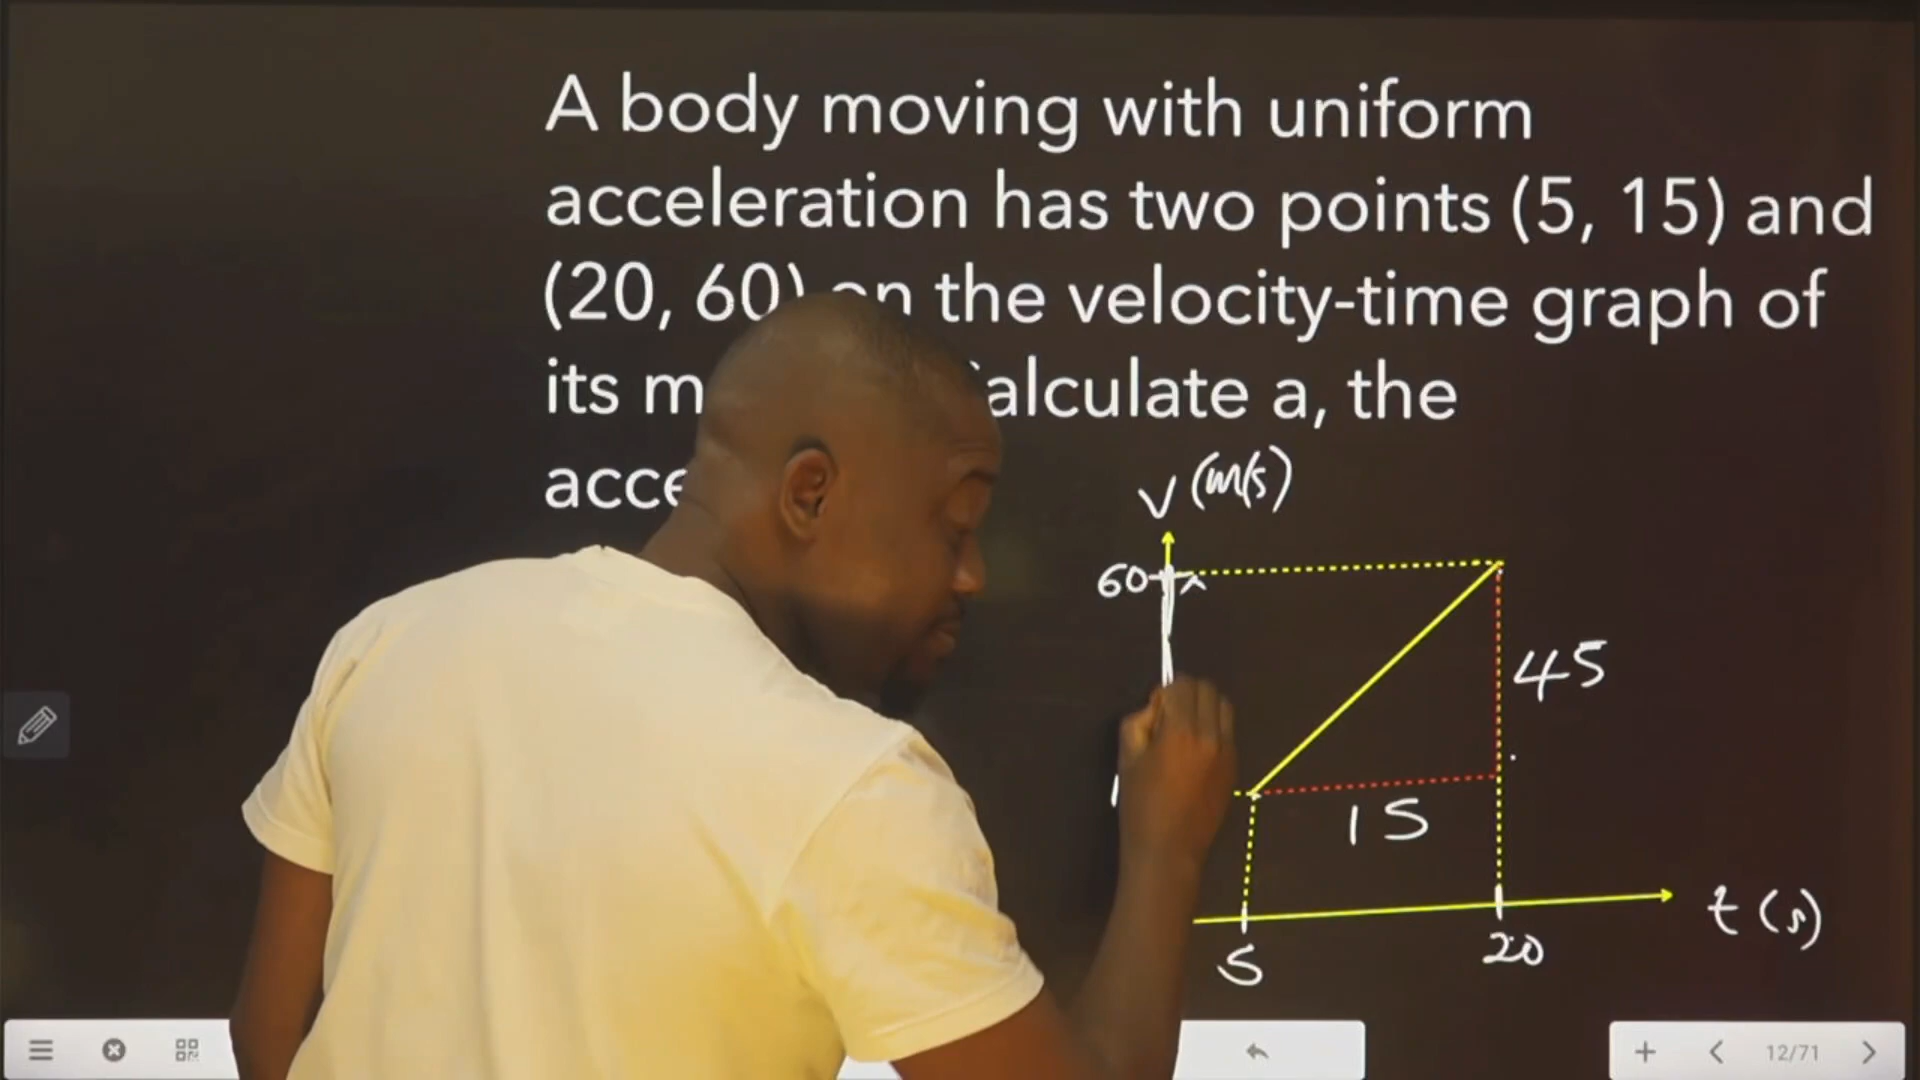 A body moving with uniform
acceleration has two points (5, 15) and
(20, 60) on the velocity-time graph of
its alculate a, the
acce
V (m/s)
60
45
15
t (s)
5
20
12/71